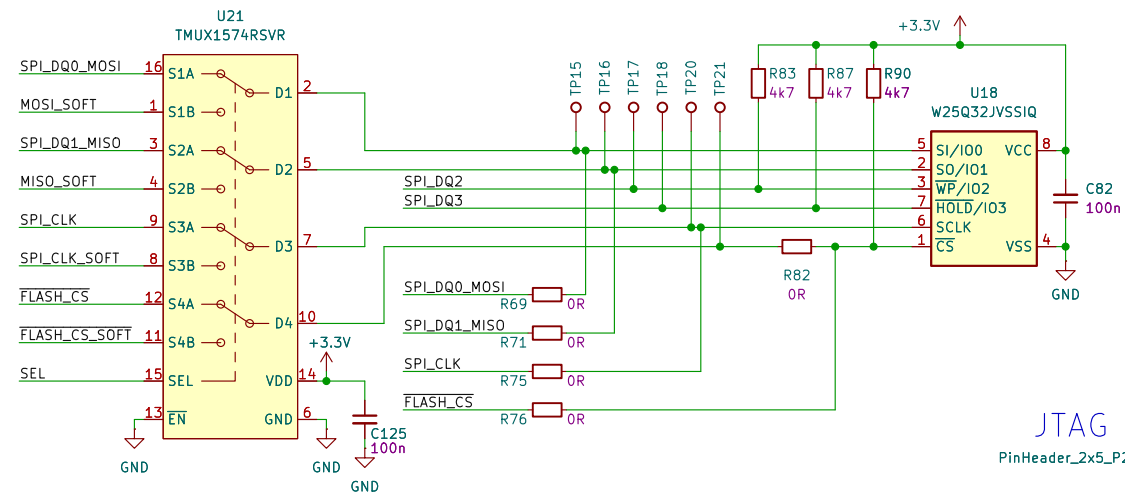 U21
TMUX1574RSVR
SPI_DQ0_MOSI 16 S1A
D1 2
MOSI_SOFT 1 S1B
SPI_DQ1_MISO 3 S2A
D2 5
MISO_SOFT 4 S2B
SPI_CLK 9 S3A
D3 7
SPI_CLK_SOFT 8 S3B
FLASH_CS 12 S4A
D4 10
FLASH_CS_SOFT 11 S4B
SEL 15 SEL
VDD 14
+3.3V
13 EN
GND 6
GND
GND
C125
100n
GND
TP15
TP16
TP17
TP18
TP20
TP21
+3.3V
R83
4k7
R87
4k7
R90
4k7
U18
W25Q32JVSSIQ
5 SI/IO0
2 SO/IO1
3 WP/IO2
7 HOLD/IO3
6 SCLK
1 CS
VCC 8
VSS 4
C82
100n
GND
SPI_DQ2
SPI_DQ3
R82
0R
SPI_DQ0_MOSI
R69 0R
SPI_DQ1_MISO
R71 0R
SPI_CLK
R75 0R
FLASH_CS
R76 0R
JTAG
PinHeader_2x5_P2